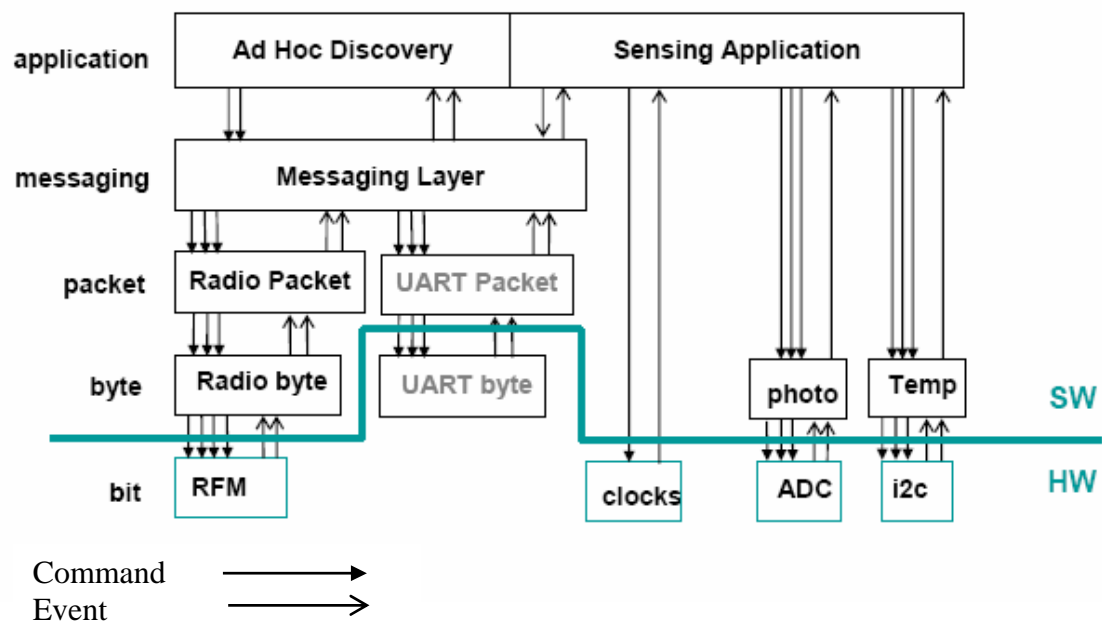 application
Ad Hoc Discovery
Sensing Application
messaging
Messaging Layer
packet
Radio Packet
UART Packet
byte
Radio byte
UART byte
photo
Temp
SW
bit
RFM
clocks
ADC
i2c
HW
Command
Event